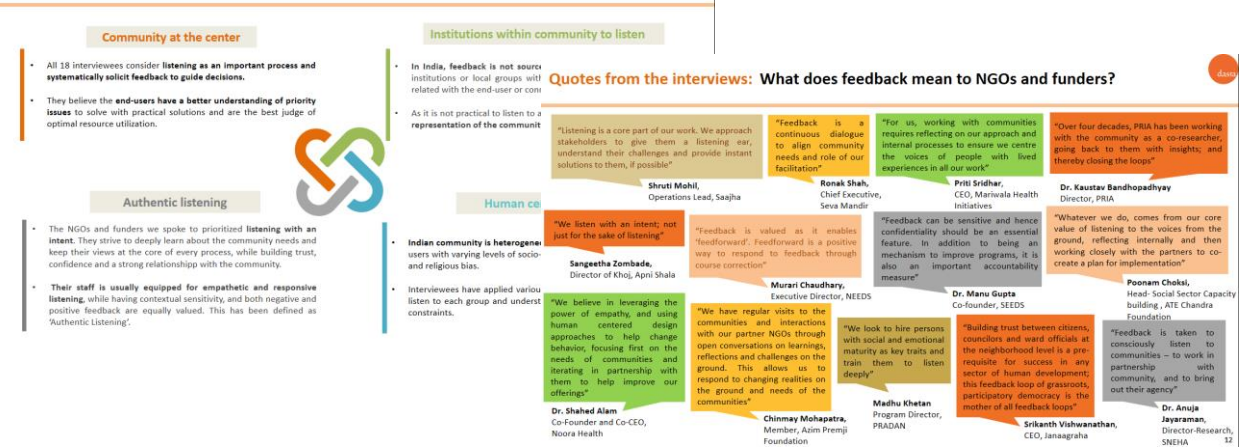 Community at the center
• All 18 interviewees consider listening as an important process and
systematically solicit feedback to guide decisions.
• They believe the end-users have a better understanding of priority
issues to solve with practical solutions and are the best judge of
optimal resource utilization.
Institutions within community to listen
• In India, feedback is not source
institutions or local groups with
related with the end-user or con
• As it is not practical to listen to a
representation of the communit
Authentic listening
• The NGOs and funders we spoke to prioritized listening with an
intent. They strive to deeply learn about the community needs and
keep their views at the core of every process, while building trust,
confidence and a strong relationship with the community.
• Their staff is usually equipped for empathetic and responsive
listening, while having contextual sensitivity, and both negative and
positive feedback are equally valued. This has been defined as
'Authentic Listening'.
Human ce
• Indian community is heterogene
users with varying levels of socio-
and religious bias.
• Interviewees have applied variou
listen to each group and underst
constraints.
Quotes from the interviews: What does feedback mean to NGOs and funders?
dasra
"Listening is a core part of our work. We approach
stakeholders to give them a listening ear,
understand their challenges and provide instant
solutions to them, if possible"
Shruti Mohil,
Operations Lead, Saajha
"Feedback is a
continuous dialogue
to align community
needs and role of our
facilitation"
Ronak Shah,
Chief Executive,
Seva Mandir
"For us, working with communities
requires reflecting on our approach and
internal processes to ensure we centre
the voices of people with lived
experiences in all our work"
Priti Sridhar,
CEO, Mariwala Health
Initiatives
"Over four decades, PRIA has been working
with the community as a co-researcher,
going back to them with insights; and
thereby closing the loops"
Dr. Kaustav Bandhopadhyay
Director, PRIA
"We listen with an intent; not
just for the sake of listening"
Sangeetha Zombade,
Director of Khoj, Apni Shala
"Feedback is valued as it enables
'feedforward'. Feedforward is a positive
way to respond to feedback through
course correction"
Murari Chaudhary,
Executive Director, NEEDS
"Feedback can be sensitive and hence
confidentiality should be an essential
feature. In addition to being an
mechanism to improve programs, it is
also an important accountability
measure"
Dr. Manu Gupta
Co-founder, SEEDS
"Whatever we do, comes from our core
value of listening to the voices from the
ground, reflecting internally and then
working closely with the partners to co-
create a plan for implementation"
Poonam Choksi,
Head- Social Sector Capacity
building , ATE Chandra
Foundation
"We believe in leveraging the
power of empathy, and using
human centered design
approaches to help change
behavior, focusing first on the
needs of communities and
iterating in partnership with
them to help improve our
offerings"
Dr. Shahed Alam
Co-Founder and Co-CEO,
Noora Health
"We have regular visits to the
communities and interactions
with our partner NGOs through
open conversations on learnings,
reflections and challenges on the
ground. This allows us to
respond to changing realities on
the ground and needs of the
communities"
Chinmay Mohapatra,
Member, Azim Premji
Foundation
"We look to hire persons
with social and emotional
maturity as key traits and
train them to listen
deeply"
Madhu Khetan
Program Director,
PRADAN
"Building trust between citizens,
councilors and ward officials at
the neighborhood level is a pre-
requisite for success in any
sector of human development;
this feedback loop of grassroots,
participatory democracy is the
mother of all feedback loops"
Srikanth Vishwanathan,
CEO, Janaagraha
"Feedback is taken to
consciously listen to
communities – to work in
partnership with
community, and to bring
out their agency"
Dr. Anuja
Jayaraman,
Director-Research,
SNEHA
12